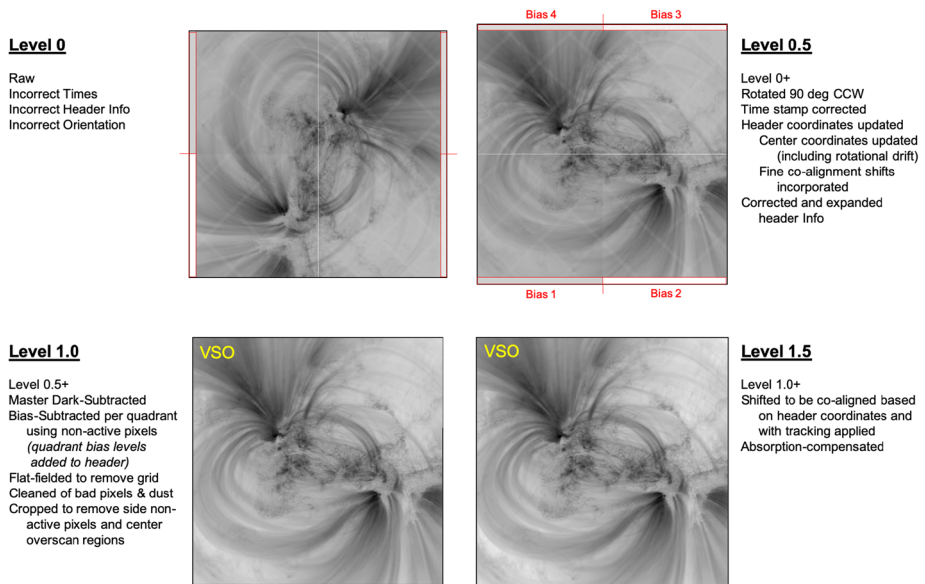 Level 0
Raw
Incorrect Times
Incorrect Header Info
Incorrect Orientation
Bias 4
Bias 3
Bias 1
Bias 2
Level 0.5
Level 0+
Rotated 90 deg CCW
Time stamp corrected
Header coordinates updated
Center coordinates updated
(including rotational drift)
Fine co-alignment shifts
incorporated
Corrected and expanded
header Info
Level 1.0
Level 0.5+
Master Dark-Subtracted
Bias-Subtracted per quadrant
using non-active pixels
(quadrant bias levels
added to header)
Flat-fielded to remove grid
Cleaned of bad pixels & dust
Cropped to remove side non-
active pixels and center
overscan regions
VSO
VSO
Level 1.5
Level 1.0+
Shifted to be co-aligned based
on header coordinates and
with tracking applied
Absorption-compensated